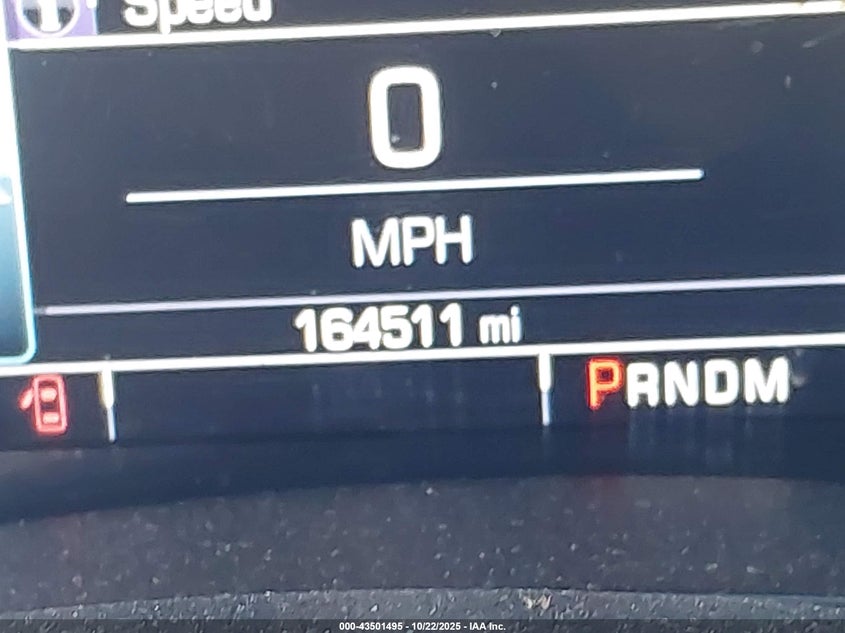 Speed
0
MPH
164511 mi
PRNDM
000-43501495 - 10/22/2025 - IAA Inc.